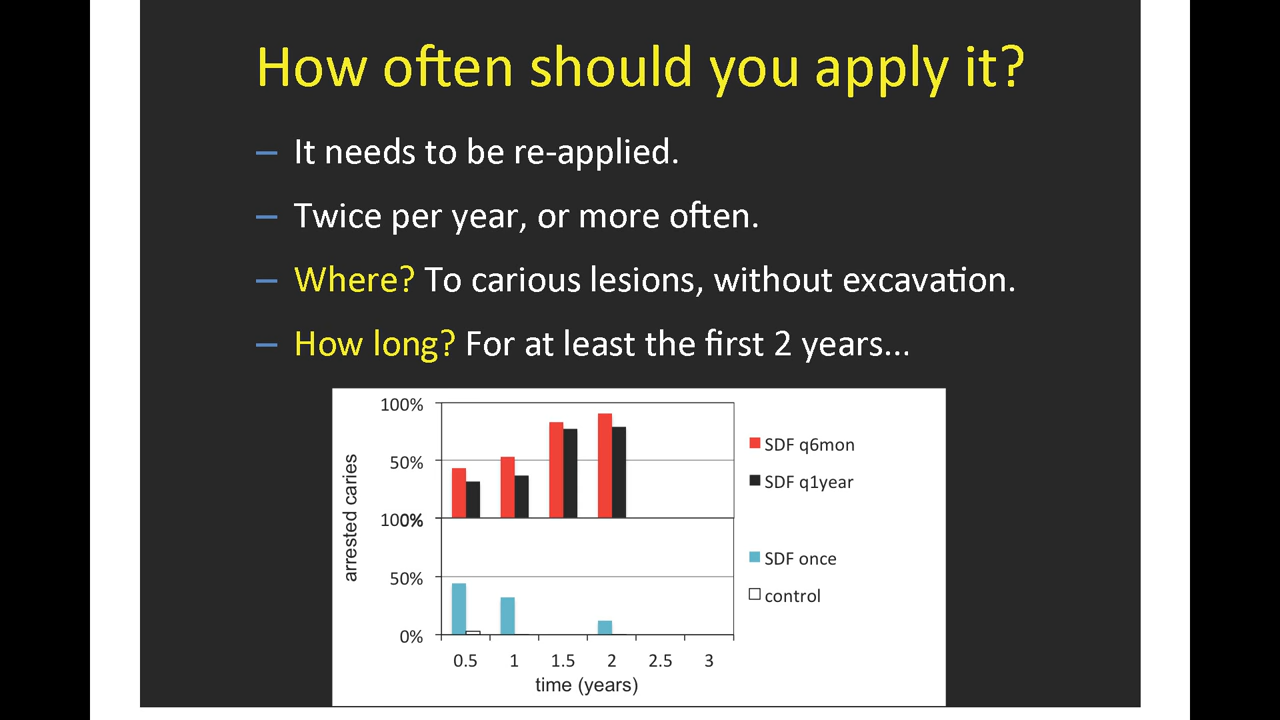 How often should you apply it?
– It needs to be re-applied.
– Twice per year, or more often.
– Where? To carious lesions, without excavation.
– How long? For at least the first 2 years...
100%
50%
0%
100%
50%
0%
arrested caries
0.5 1 1.5 2 2.5 3
time (years)
SDF q6mon
SDF q1year
SDF once
control